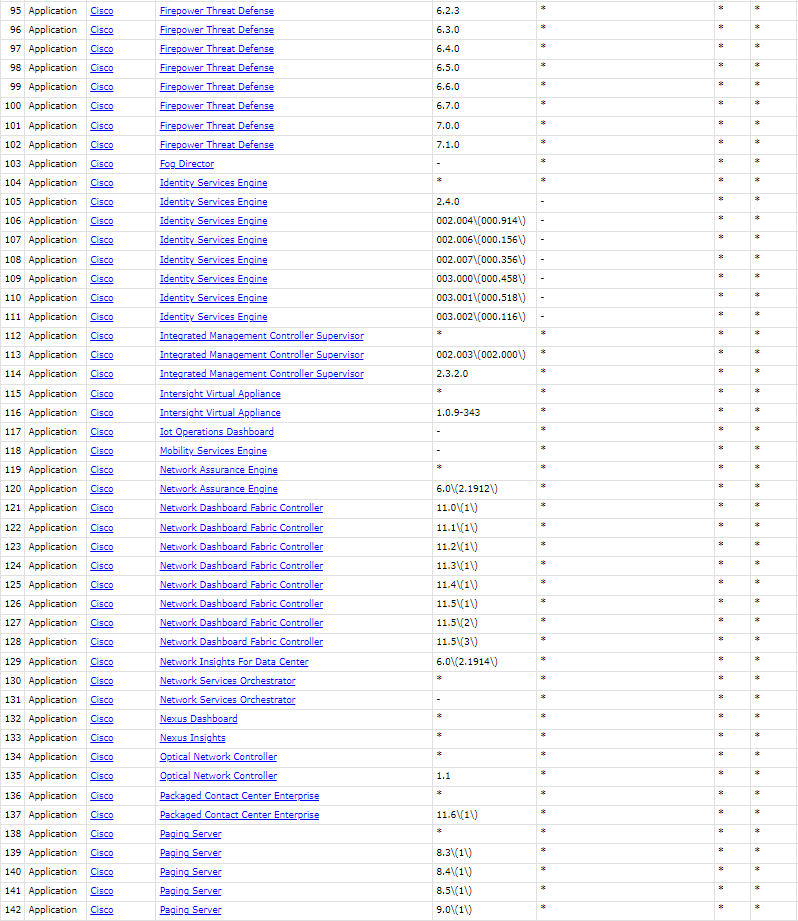 95 Application Cisco Firepower Threat Defense 6.2.3 * * *
96 Application Cisco Firepower Threat Defense 6.3.0 * * *
97 Application Cisco Firepower Threat Defense 6.4.0 * * *
98 Application Cisco Firepower Threat Defense 6.5.0 * * *
99 Application Cisco Firepower Threat Defense 6.6.0 * * *
100 Application Cisco Firepower Threat Defense 6.7.0 * * *
101 Application Cisco Firepower Threat Defense 7.0.0 * * *
102 Application Cisco Firepower Threat Defense 7.1.0 * * *
103 Application Cisco Fog Director - * * *
104 Application Cisco Identity Services Engine * * * *
105 Application Cisco Identity Services Engine 2.4.0 - * *
106 Application Cisco Identity Services Engine 002.004\(000.914\) - * *
107 Application Cisco Identity Services Engine 002.006\(000.156\) - * *
108 Application Cisco Identity Services Engine 002.007\(000.356\) - * *
109 Application Cisco Identity Services Engine 003.000\(000.458\) - * *
110 Application Cisco Identity Services Engine 003.001\(000.518\) - * *
111 Application Cisco Identity Services Engine 003.002\(000.116\) - * *
112 Application Cisco Integrated Management Controller Supervisor * * * *
113 Application Cisco Integrated Management Controller Supervisor 002.003\(002.000\) * * *
114 Application Cisco Integrated Management Controller Supervisor 2.3.2.0 * * *
115 Application Cisco Intersight Virtual Appliance * * * *
116 Application Cisco Intersight Virtual Appliance 1.0.9-343 * * *
117 Application Cisco Iot Operations Dashboard - * * *
118 Application Cisco Mobility Services Engine - * * *
119 Application Cisco Network Assurance Engine * * * *
120 Application Cisco Network Assurance Engine 6.0\(2.1912\) * * *
121 Application Cisco Network Dashboard Fabric Controller 11.0\(1\) * * *
122 Application Cisco Network Dashboard Fabric Controller 11.1\(1\) * * *
123 Application Cisco Network Dashboard Fabric Controller 11.2\(1\) * * *
124 Application Cisco Network Dashboard Fabric Controller 11.3\(1\) * * *
125 Application Cisco Network Dashboard Fabric Controller 11.4\(1\) * * *
126 Application Cisco Network Dashboard Fabric Controller 11.5\(1\) * * *
127 Application Cisco Network Dashboard Fabric Controller 11.5\(2\) * * *
128 Application Cisco Network Dashboard Fabric Controller 11.5\(3\) * * *
129 Application Cisco Network Insights For Data Center 6.0\(2.1914\) * * *
130 Application Cisco Network Services Orchestrator * * * *
131 Application Cisco Network Services Orchestrator - * * *
132 Application Cisco Nexus Dashboard * * * *
133 Application Cisco Nexus Insights * * * *
134 Application Cisco Optical Network Controller * * * *
135 Application Cisco Optical Network Controller 1.1 * * *
136 Application Cisco Packaged Contact Center Enterprise * * * *
137 Application Cisco Packaged Contact Center Enterprise 11.6\(1\) * * *
138 Application Cisco Paging Server * * * *
139 Application Cisco Paging Server 8.3\(1\) * * *
140 Application Cisco Paging Server 8.4\(1\) * * *
141 Application Cisco Paging Server 8.5\(1\) * * *
142 Application Cisco Paging Server 9.0\(1\) * * *